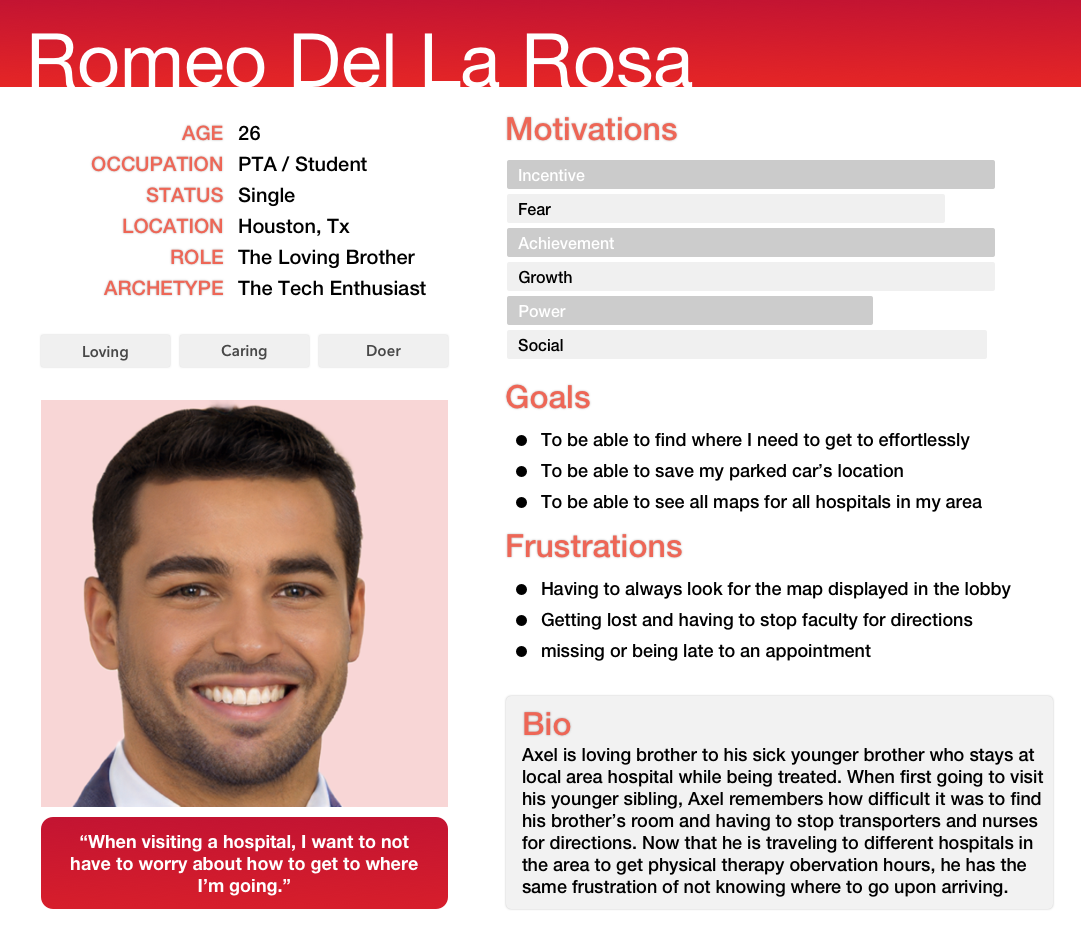 Romeo Del La Rosa
AGE 26
OCCUPATION PTA / Student
STATUS Single
LOCATION Houston, Tx
ROLE The Loving Brother
ARCHETYPE The Tech Enthusiast
Loving Caring Doer
“When visiting a hospital, I want to not
have to worry about how to get to where
I’m going.”
Motivations
Incentive
Fear
Achievement
Growth
Power
Social
Goals
● To be able to find where I need to get to effortlessly
● To be able to save my parked car’s location
● To be able to see all maps for all hospitals in my area
Frustrations
● Having to always look for the map displayed in the lobby
● Getting lost and having to stop faculty for directions
● missing or being late to an appointment
Bio
Axel is loving brother to his sick younger brother who stays at
local area hospital while being treated. When first going to visit
his younger sibling, Axel remembers how difficult it was to find
his brother’s room and having to stop transporters and nurses
for directions. Now that he is traveling to different hospitals in
the area to get physical therapy obervation hours, he has the
same frustration of not knowing where to go upon arriving.